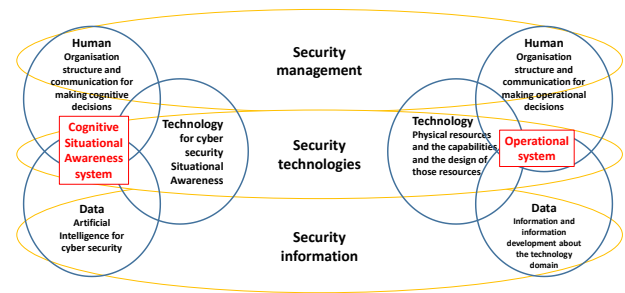 Human
Organisation
structure and
communication for
making cognitive
decisions
Cognitive
Situational
Awareness
system
Technology
for cyber
security
Situational
Awareness
Data
Artificial
Intelligence for
cyber security
Security
management
Security
technologies
Security
information
Human
Organisation
structure and
communication for
making operational
decisions
Technology
Physical resources
and the capabilities
and the design of
those resources
Operational
system
Data
Information and
information
development about
the technology
domain